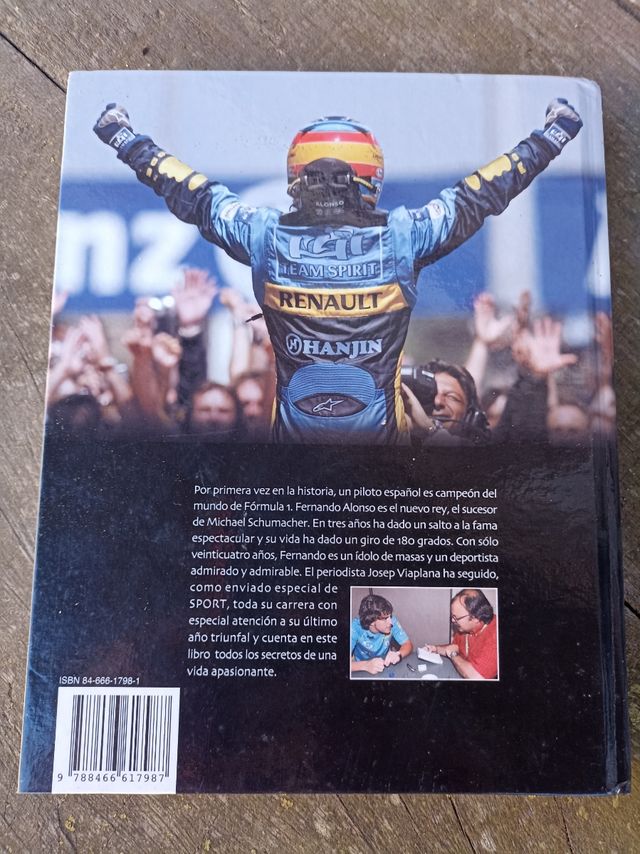 nz
ALONSO
TEAM SPIRIT
RENAULT
HANJIN
Por primera vez en la historia, un piloto español es campeón del
mundo de Fórmula 1. Fernando Alonso es el nuevo rey, el sucesor
de Michael Schumacher. En tres años ha dado un salto a la fama
espectacular y su vida ha dado un giro de 180 grados. Con sólo
veinticuatro años, Fernando es un ídolo de masas y un deportista
admirado y admirable. El periodista Josep Viaplana ha seguido,
como enviado especial de
SPORT, toda su carrera con
especial atención a su último
año triunfal y cuenta en este
libro todos los secretos de una
vida apasionante.
ISBN 84-666-1798-1
9 788466 617987